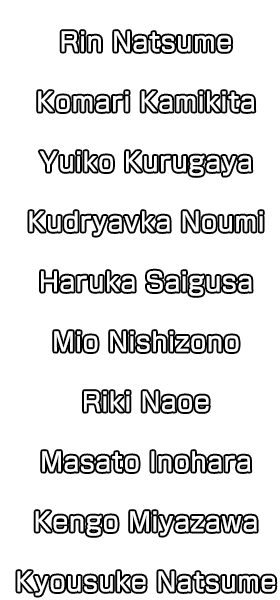 Rin Natsume
Komari Kamikita
Yuiko Kurugaya
Kudryavka Noumi
Haruka Saigusa
Mio Nishizono
Riki Naoe
Masato Inohara
Kengo Miyazawa
Kyousuke Natsume